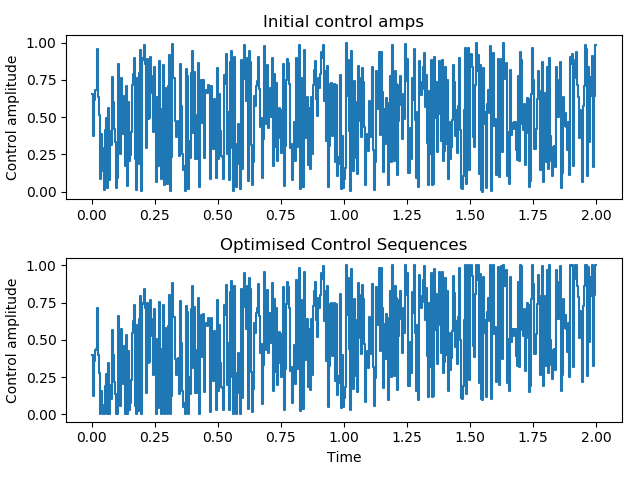 Initial control amps
Control amplitude
1.00
0.75
0.50
0.25
0.00
0.00 0.25 0.50 0.75 1.00 1.25 1.50 1.75 2.00
Optimised Control Sequences
Control amplitude
1.00
0.75
0.50
0.25
0.00
0.00 0.25 0.50 0.75 1.00 1.25 1.50 1.75 2.00
Time